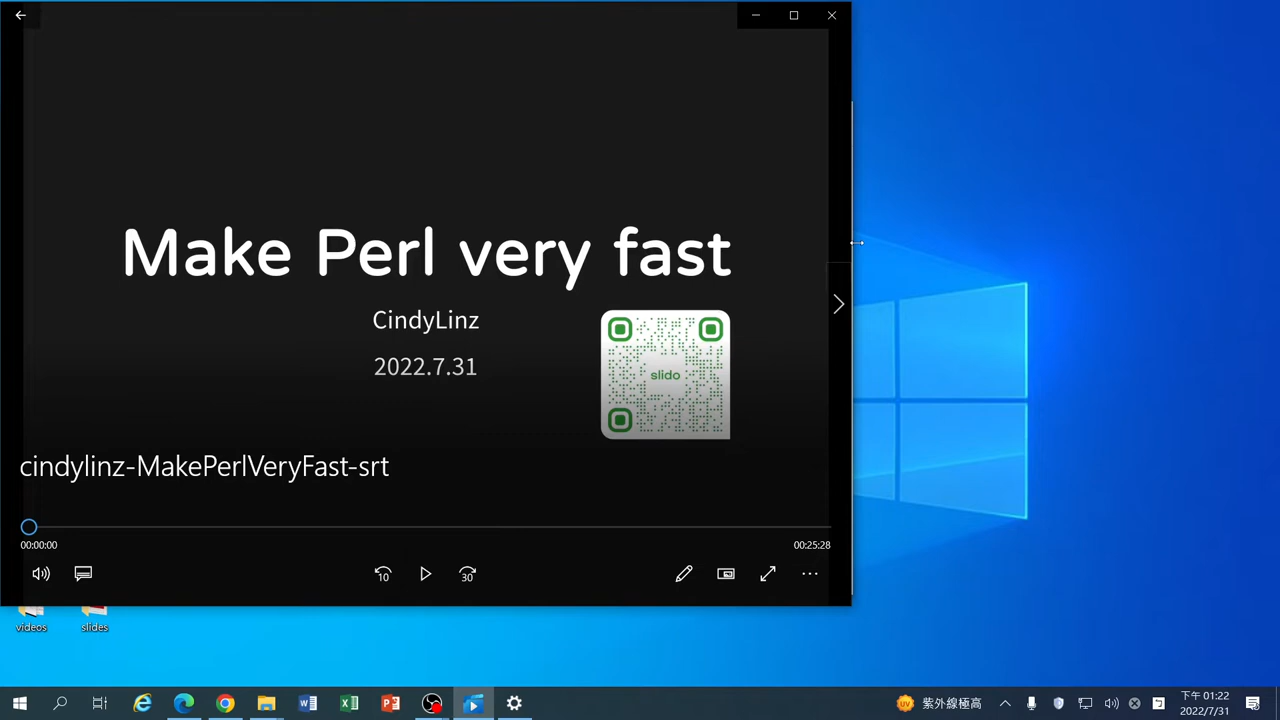 Make Perl very fast
CindyLinz
2022.7.31
slido
cindylinz-MakePerlVeryFast-srt
00:00:00
00:25:28
10
30
videos
slides
紫外線極高
下午 01:22
2022/7/31